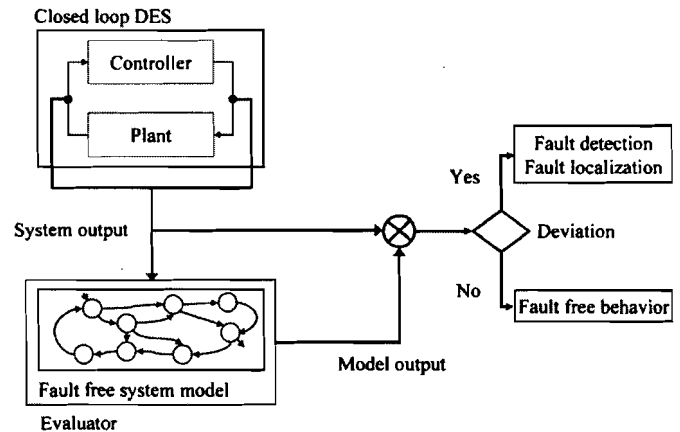 Closed loop DES
Controller
Plant
System output
Fault free system model
Evaluator
Model output
Yes
No
Deviation
Fault detection
Fault localization
Fault free behavior